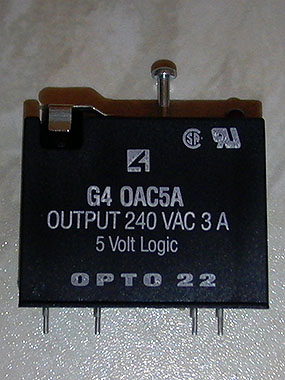 G4 OAC5A
OUTPUT 240 VAC 3 A
5 Volt Logic
OPTO 22